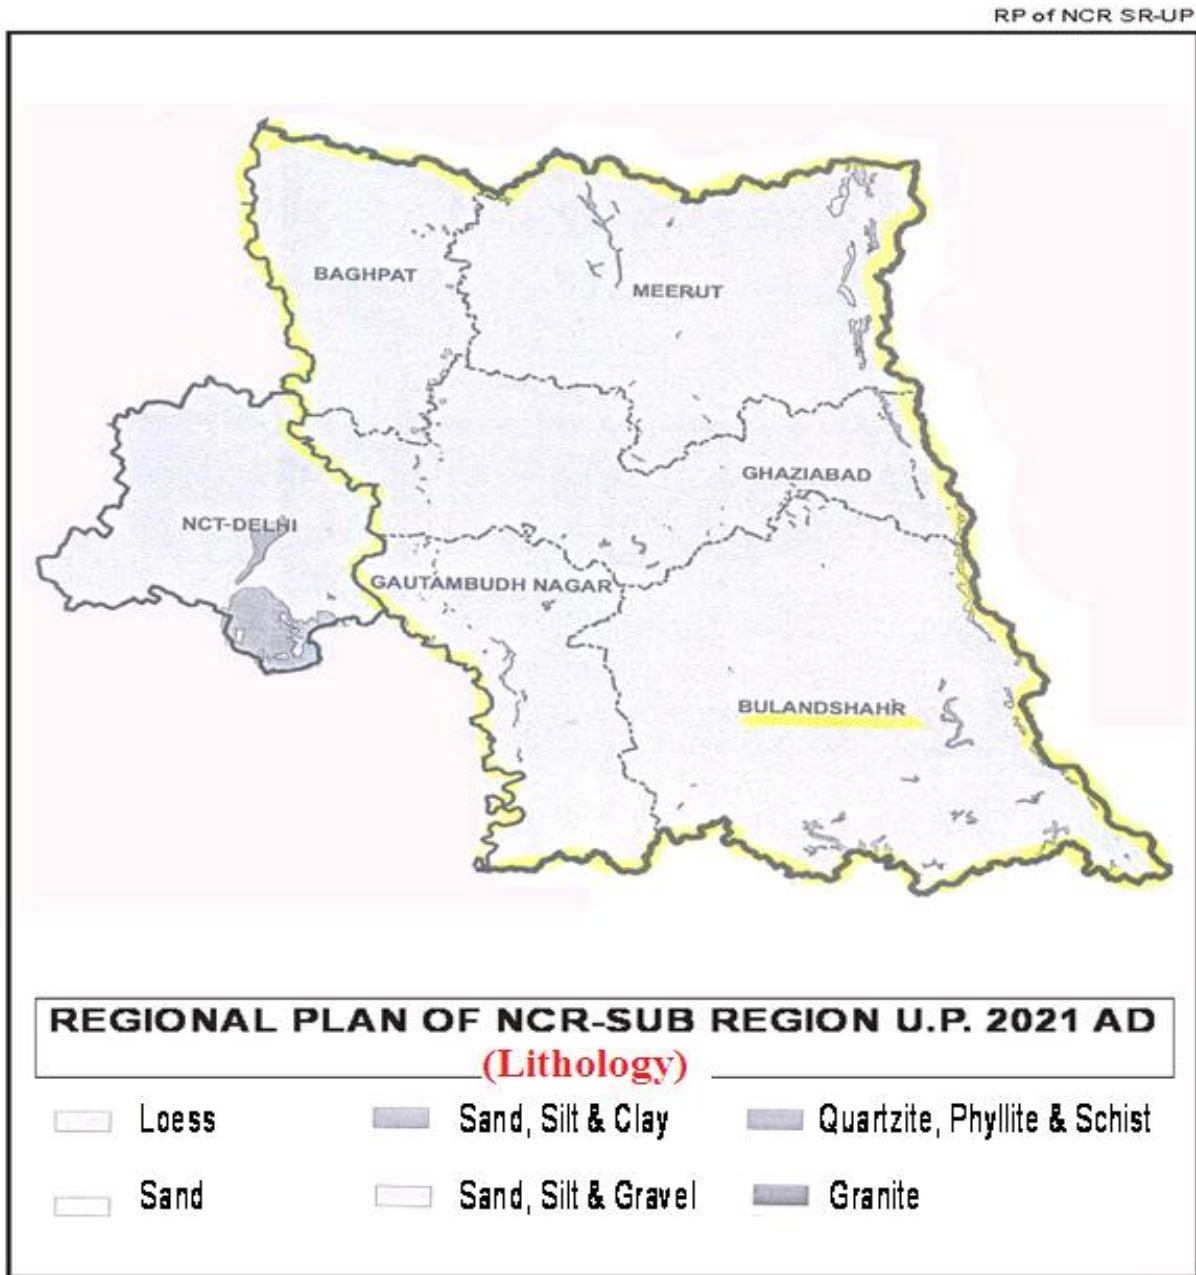 RP of NCR SR-UP
BAGHPAT
MEERUT
GHAZIABAD
NCT-DELHI
GAUTAMBUDH NAGAR
BULANDSHAHR
REGIONAL PLAN OF NCR-SUB REGION U.P. 2021 AD
(Lithology)
Loess
Sand, Silt & Clay
Quartzite, Phyllite & Schist
Sand
Sand, Silt & Gravel
Granite